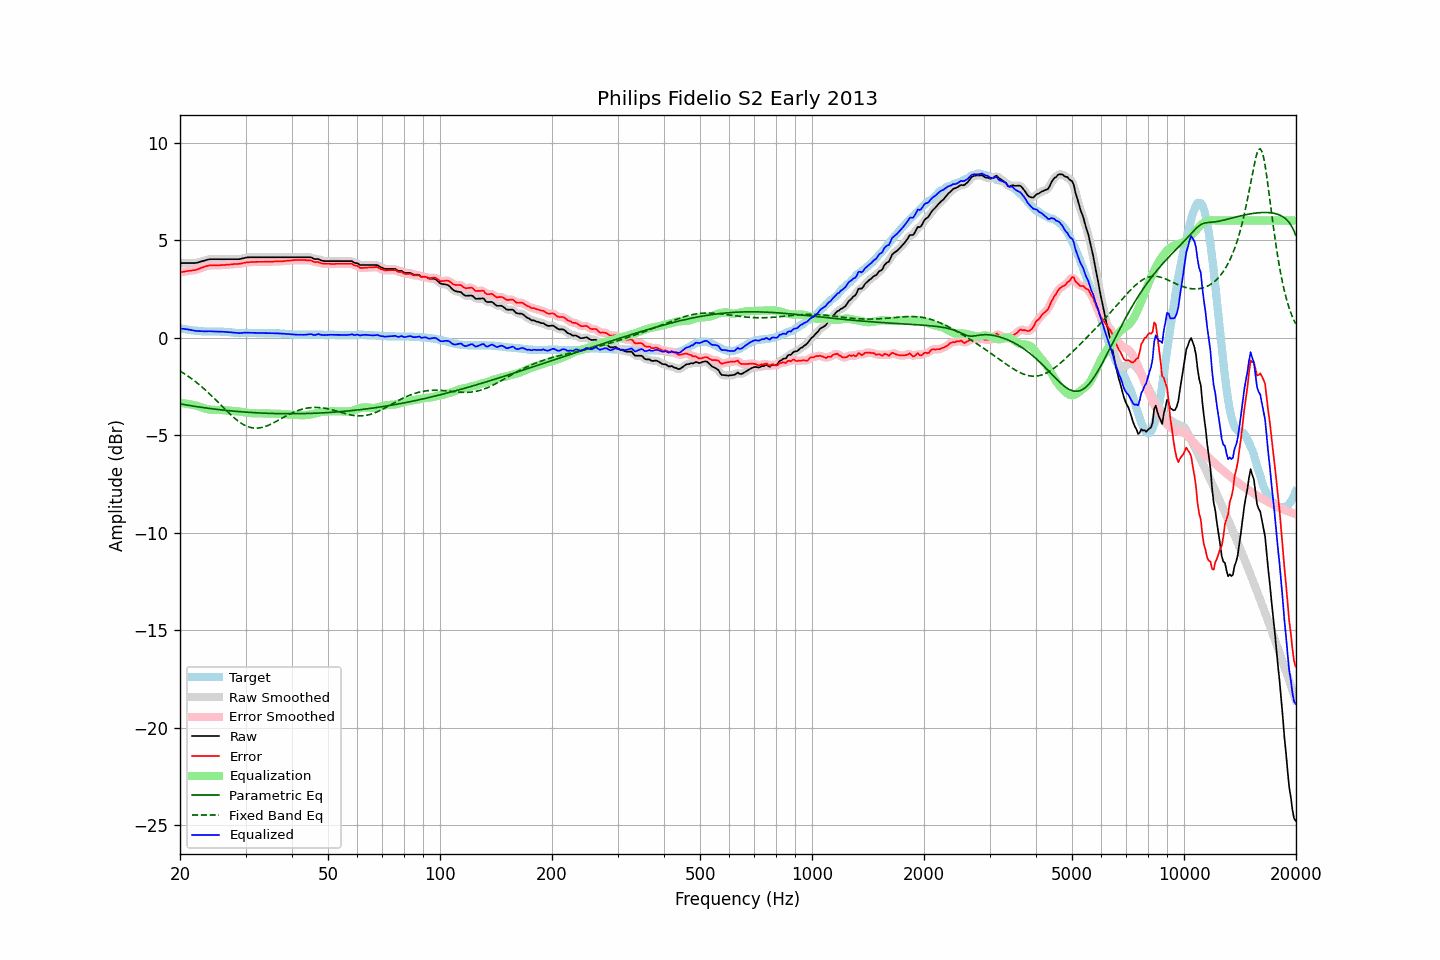 Philips Fidelio S2 Early 2013
10
5
0
−5
−10
−15
−20
−25
Amplitude (dBr)
Target
Raw Smoothed
Error Smoothed
Raw
Error
Equalization
Parametric Eq
Fixed Band Eq
Equalized
20 50 100 200 500 1000 2000 5000 10000 20000
Frequency (Hz)